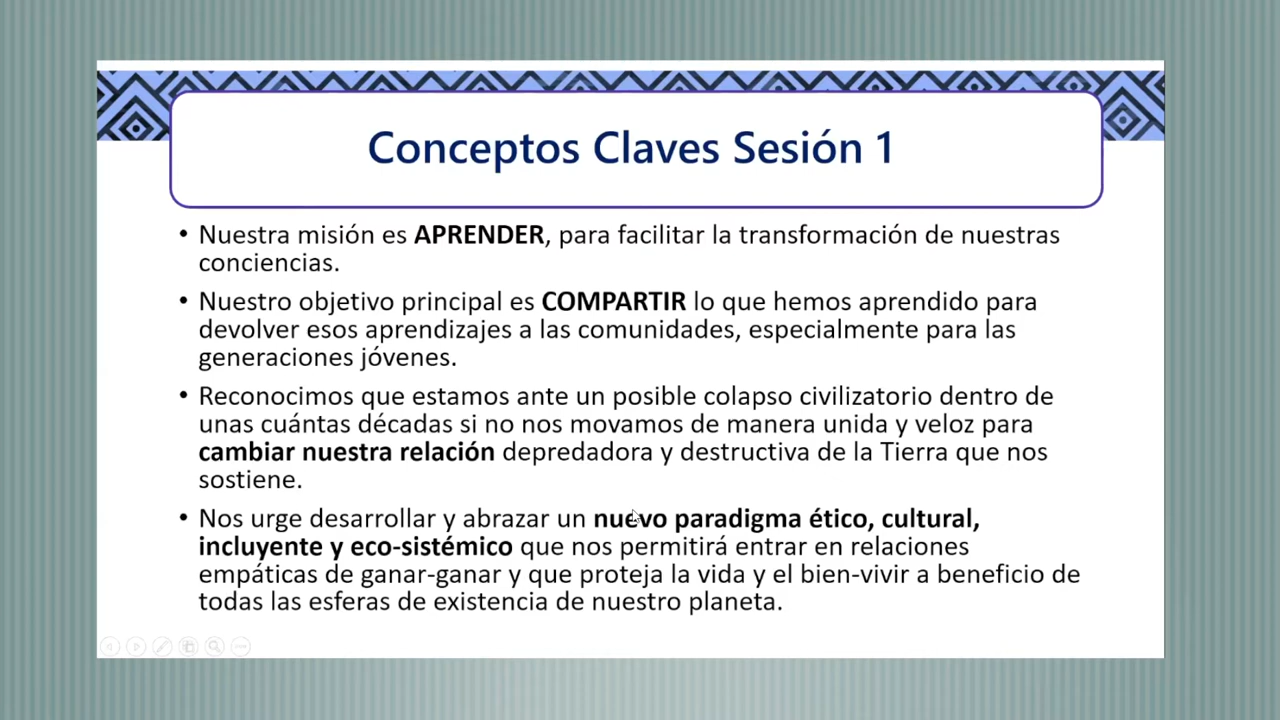 Conceptos Claves Sesión 1
• Nuestra misión es APRENDER, para facilitar la transformación de nuestras
conciencias.
• Nuestro objetivo principal es COMPARTIR lo que hemos aprendido para
devolver esos aprendizajes a las comunidades, especialmente para las
generaciones jóvenes.
• Reconocimos que estamos ante un posible colapso civilizatorio dentro de
unas cuántas décadas si no nos movamos de manera unida y veloz para
cambiar nuestra relación depredadora y destructiva de la Tierra que nos
sostiene.
• Nos urge desarrollar y abrazar un nuevo paradigma ético, cultural,
incluyente y eco-sistémico que nos permitirá entrar en relaciones
empáticas de ganar-ganar y que proteja la vida y el bien-vivir a beneficio de
todas las esferas de existencia de nuestro planeta.